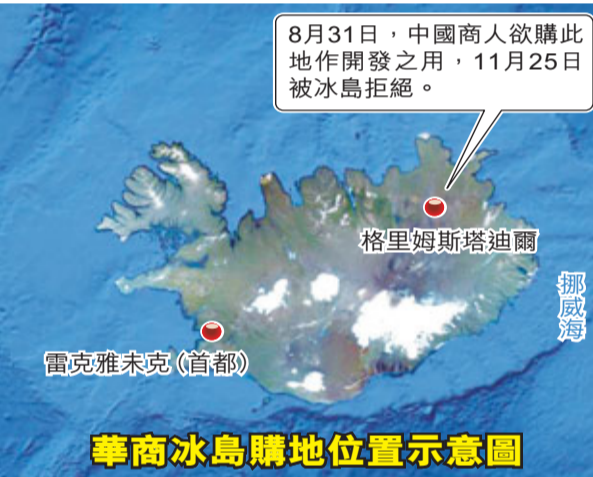 8月31日，中國商人欲購此
地作開發之用，11月25日
被冰島拒絕。
格里姆斯塔迪爾
挪威海
雷克雅未克（首都）
華商冰島購地位置示意圖